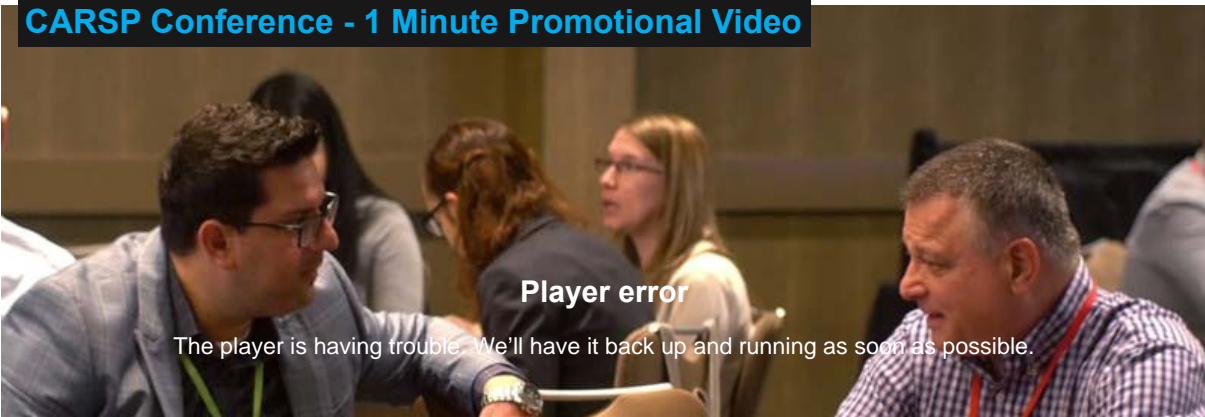 CARSP Conference - 1 Minute Promotional Video
Player error
The player is having trouble. We'll have it back up and running as soon as possible.